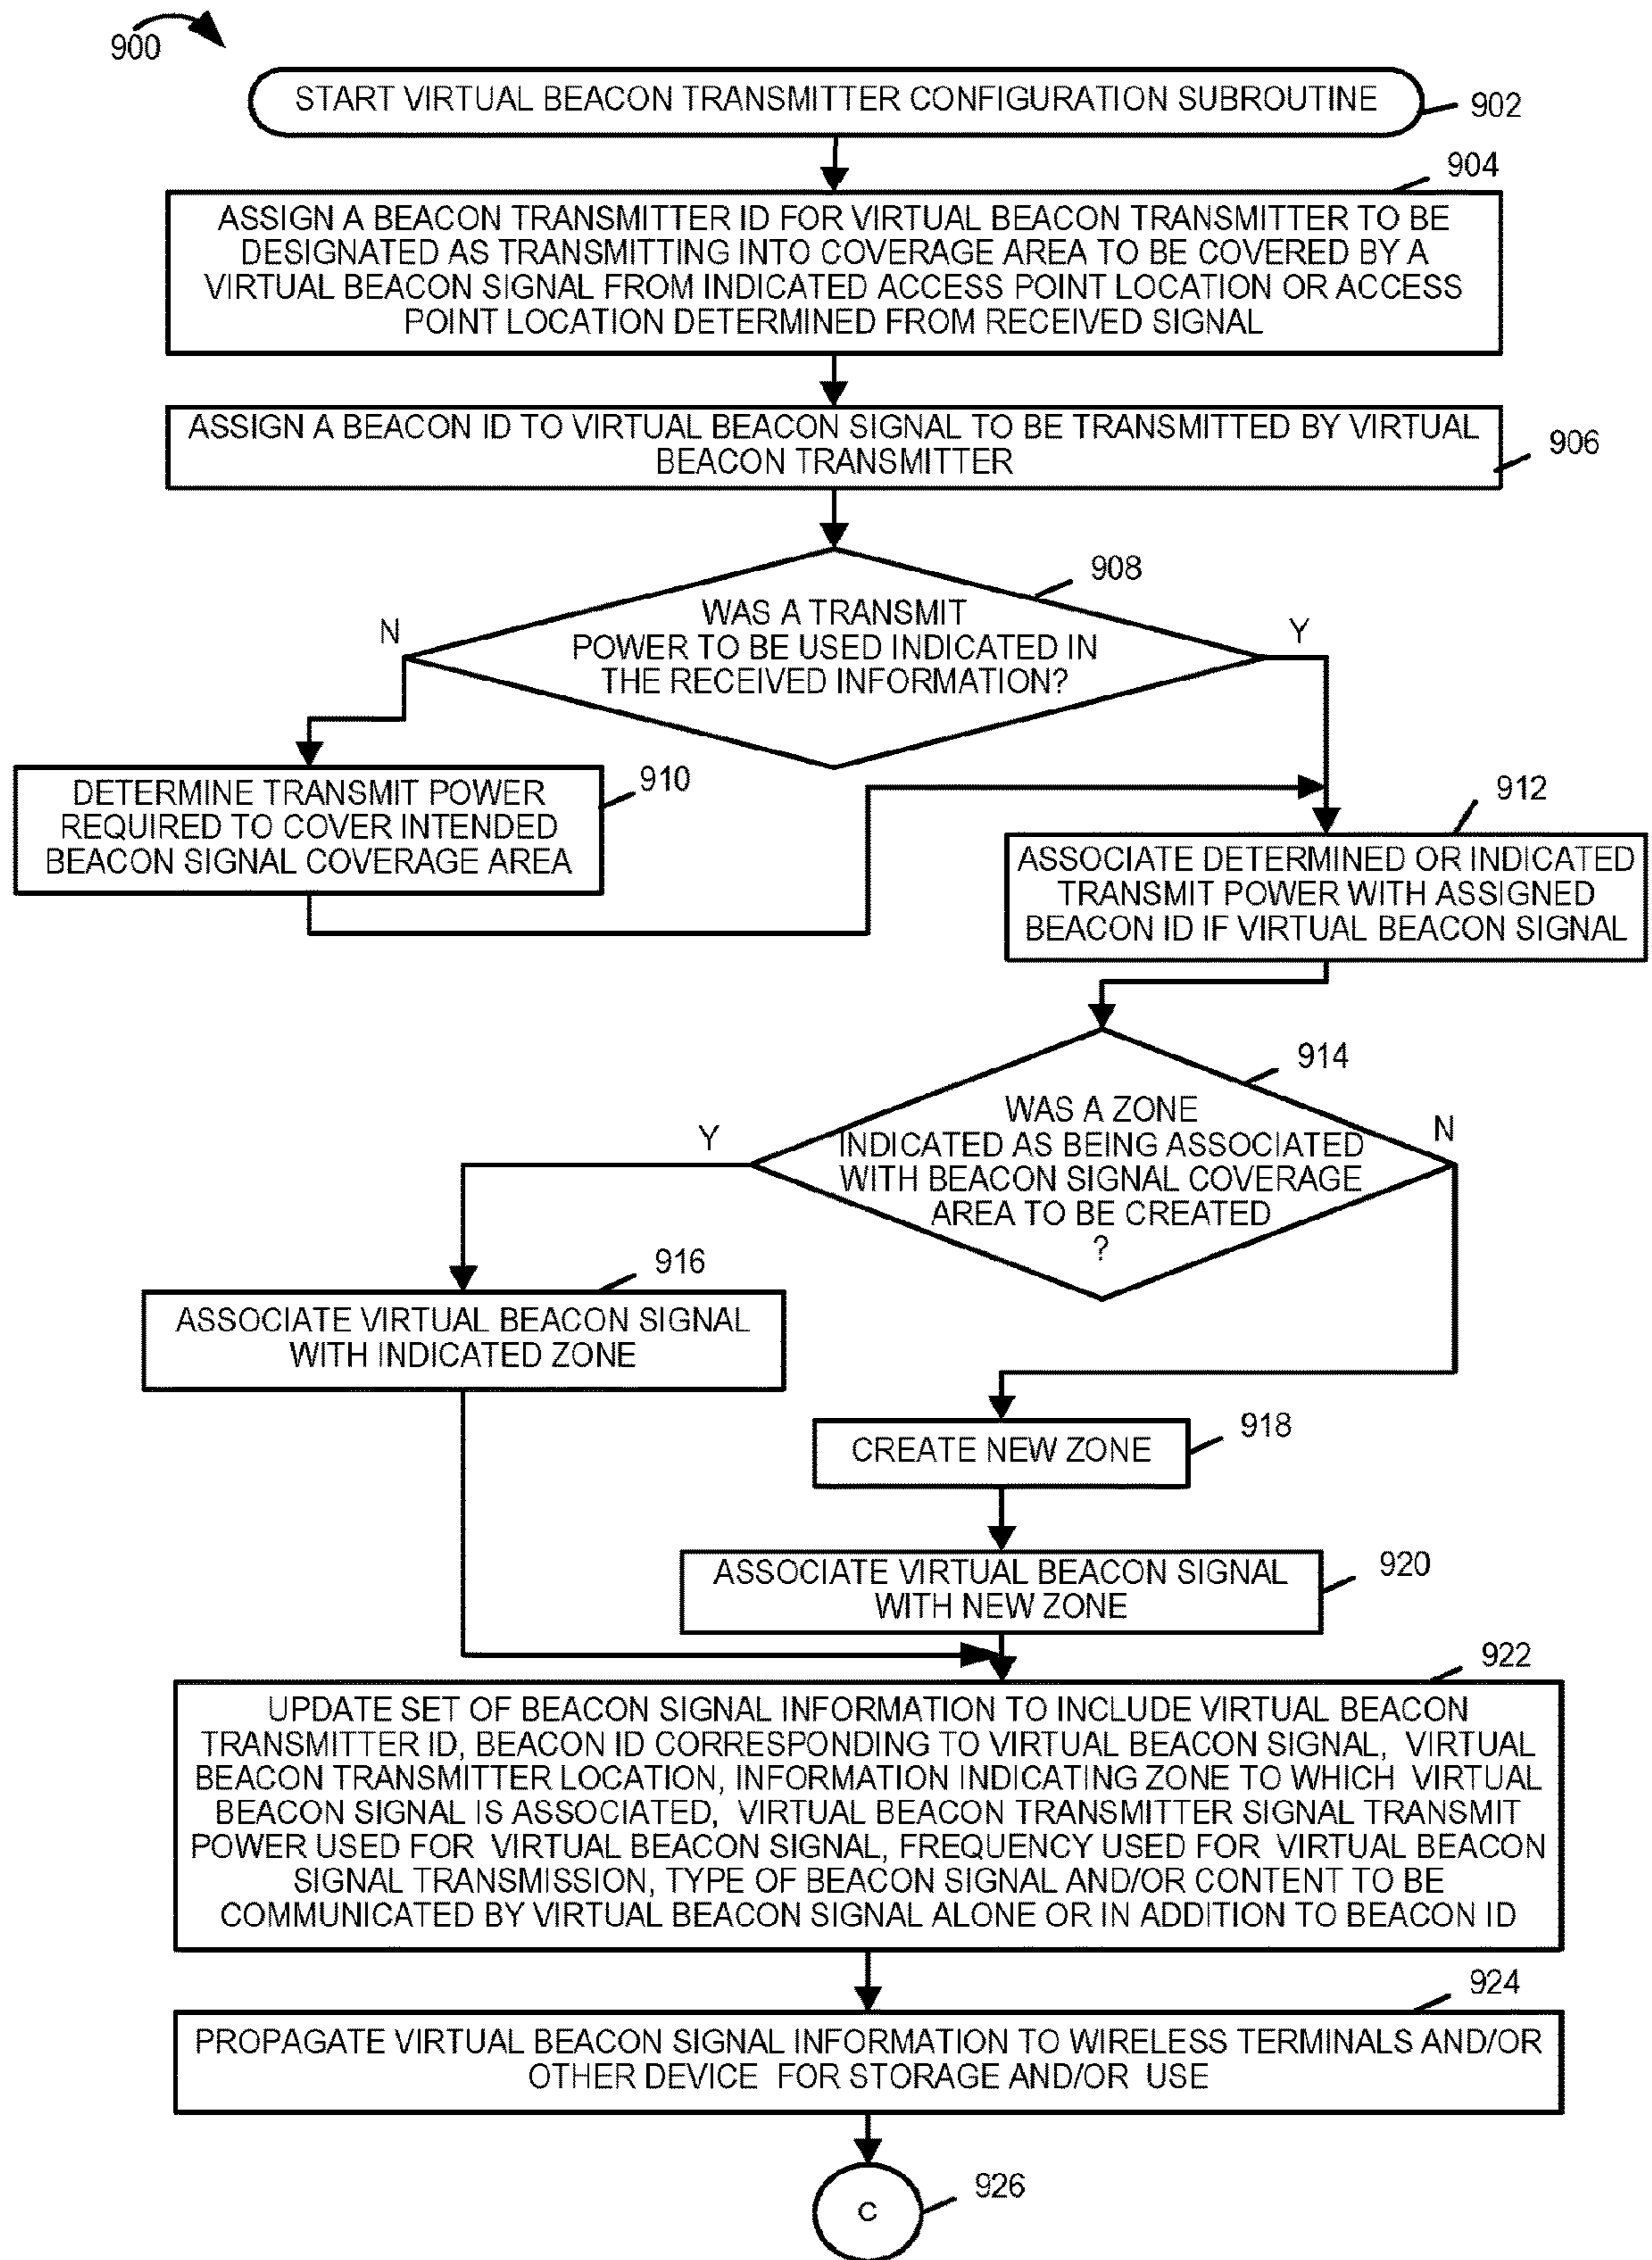 900
START VIRTUAL BEACON TRANSMITTER CONFIGURATION SUBROUTINE
902
904
ASSIGN A BEACON TRANSMITTER ID FOR VIRTUAL BEACON TRANSMITTER TO BE
DESIGNATED AS TRANSMITTING INTO COVERAGE AREA TO BE COVERED BY A
VIRTUAL BEACON SIGNAL FROM INDICATED ACCESS POINT LOCATION OR ACCESS
POINT LOCATION DETERMINED FROM RECEIVED SIGNAL
ASSIGN A BEACON ID TO VIRTUAL BEACON SIGNAL TO BE TRANSMITTED BY VIRTUAL
BEACON TRANSMITTER
906
908
WAS A TRANSMIT
POWER TO BE USED INDICATED IN
THE RECEIVED INFORMATION?
N
Y
DETERMINE TRANSMIT POWER
REQUIRED TO COVER INTENDED
BEACON SIGNAL COVERAGE AREA
910
912
ASSOCIATE DETERMINED OR INDICATED
TRANSMIT POWER WITH ASSIGNED
BEACON ID IF VIRTUAL BEACON SIGNAL
914
WAS A ZONE
INDICATED AS BEING ASSOCIATED
WITH BEACON SIGNAL COVERAGE
AREA TO BE CREATED
?
Y
N
916
ASSOCIATE VIRTUAL BEACON SIGNAL
WITH INDICATED ZONE
CREATE NEW ZONE
918
ASSOCIATE VIRTUAL BEACON SIGNAL
WITH NEW ZONE
920
922
UPDATE SET OF BEACON SIGNAL INFORMATION TO INCLUDE VIRTUAL BEACON
TRANSMITTER ID, BEACON ID CORRESPONDING TO VIRTUAL BEACON SIGNAL, VIRTUAL
BEACON TRANSMITTER LOCATION, INFORMATION INDICATING ZONE TO WHICH VIRTUAL
BEACON SIGNAL IS ASSOCIATED, VIRTUAL BEACON TRANSMITTER SIGNAL TRANSMIT
POWER USED FOR VIRTUAL BEACON SIGNAL, FREQUENCY USED FOR VIRTUAL BEACON
SIGNAL TRANSMISSION, TYPE OF BEACON SIGNAL AND/OR CONTENT TO BE
COMMUNICATED BY VIRTUAL BEACON SIGNAL ALONE OR IN ADDITION TO BEACON ID
924
PROPAGATE VIRTUAL BEACON SIGNAL INFORMATION TO WIRELESS TERMINALS AND/OR
OTHER DEVICE FOR STORAGE AND/OR USE
C
926